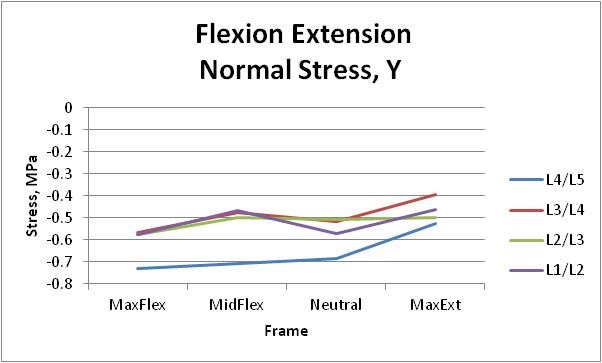 Flexion Extension
Normal Stress, Y
0
-0.1
-0.2
-0.3
-0.4
-0.5
-0.6
-0.7
-0.8
Stress, MPa
MaxFlex MidFlex Neutral MaxExt
Frame
L4/L5
L3/L4
L2/L3
L1/L2